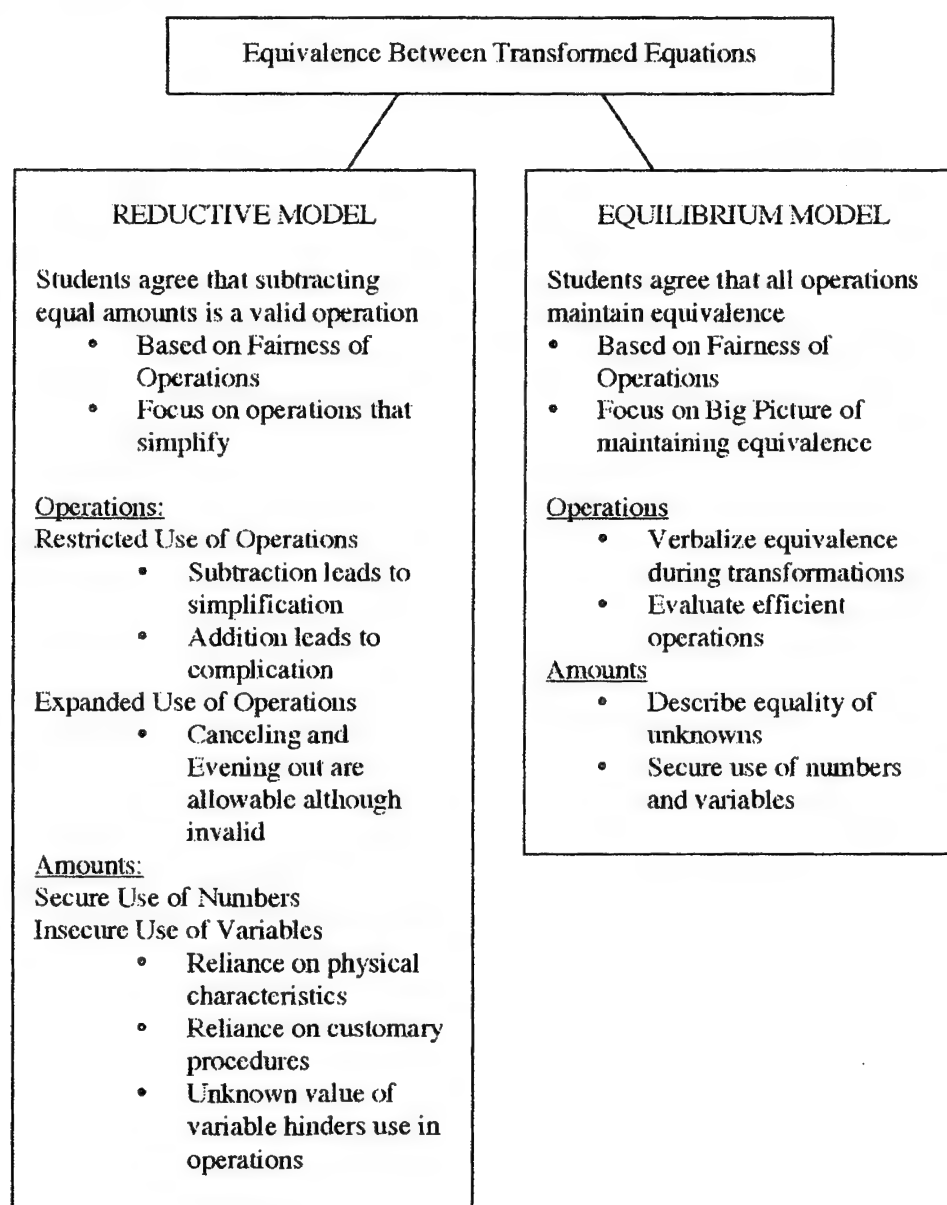 Equivalence Between Transformed Equations
REDUCTIVE MODEL
Students agree that subtracting
equal amounts is a valid operation
• Based on Fairness of
Operations
• Focus on operations that
simplify
Operations:
Restricted Use of Operations
• Subtraction leads to
simplification
• Addition leads to
complication
Expanded Use of Operations
• Canceling and
Evening out are
allowable although
invalid
Amounts:
Secure Use of Numbers
Insecure Use of Variables
• Reliance on physical
characteristics
• Reliance on customary
procedures
• Unknown value of
variable hinders use in
operations
EQUILIBRIUM MODEL
Students agree that all operations
maintain equivalence
• Based on Fairness of
Operations
• Focus on Big Picture of
maintaining equivalence
Operations
• Verbalize equivalence
during transformations
• Evaluate efficient
operations
Amounts
• Describe equality of
unknowns
• Secure use of numbers
and variables